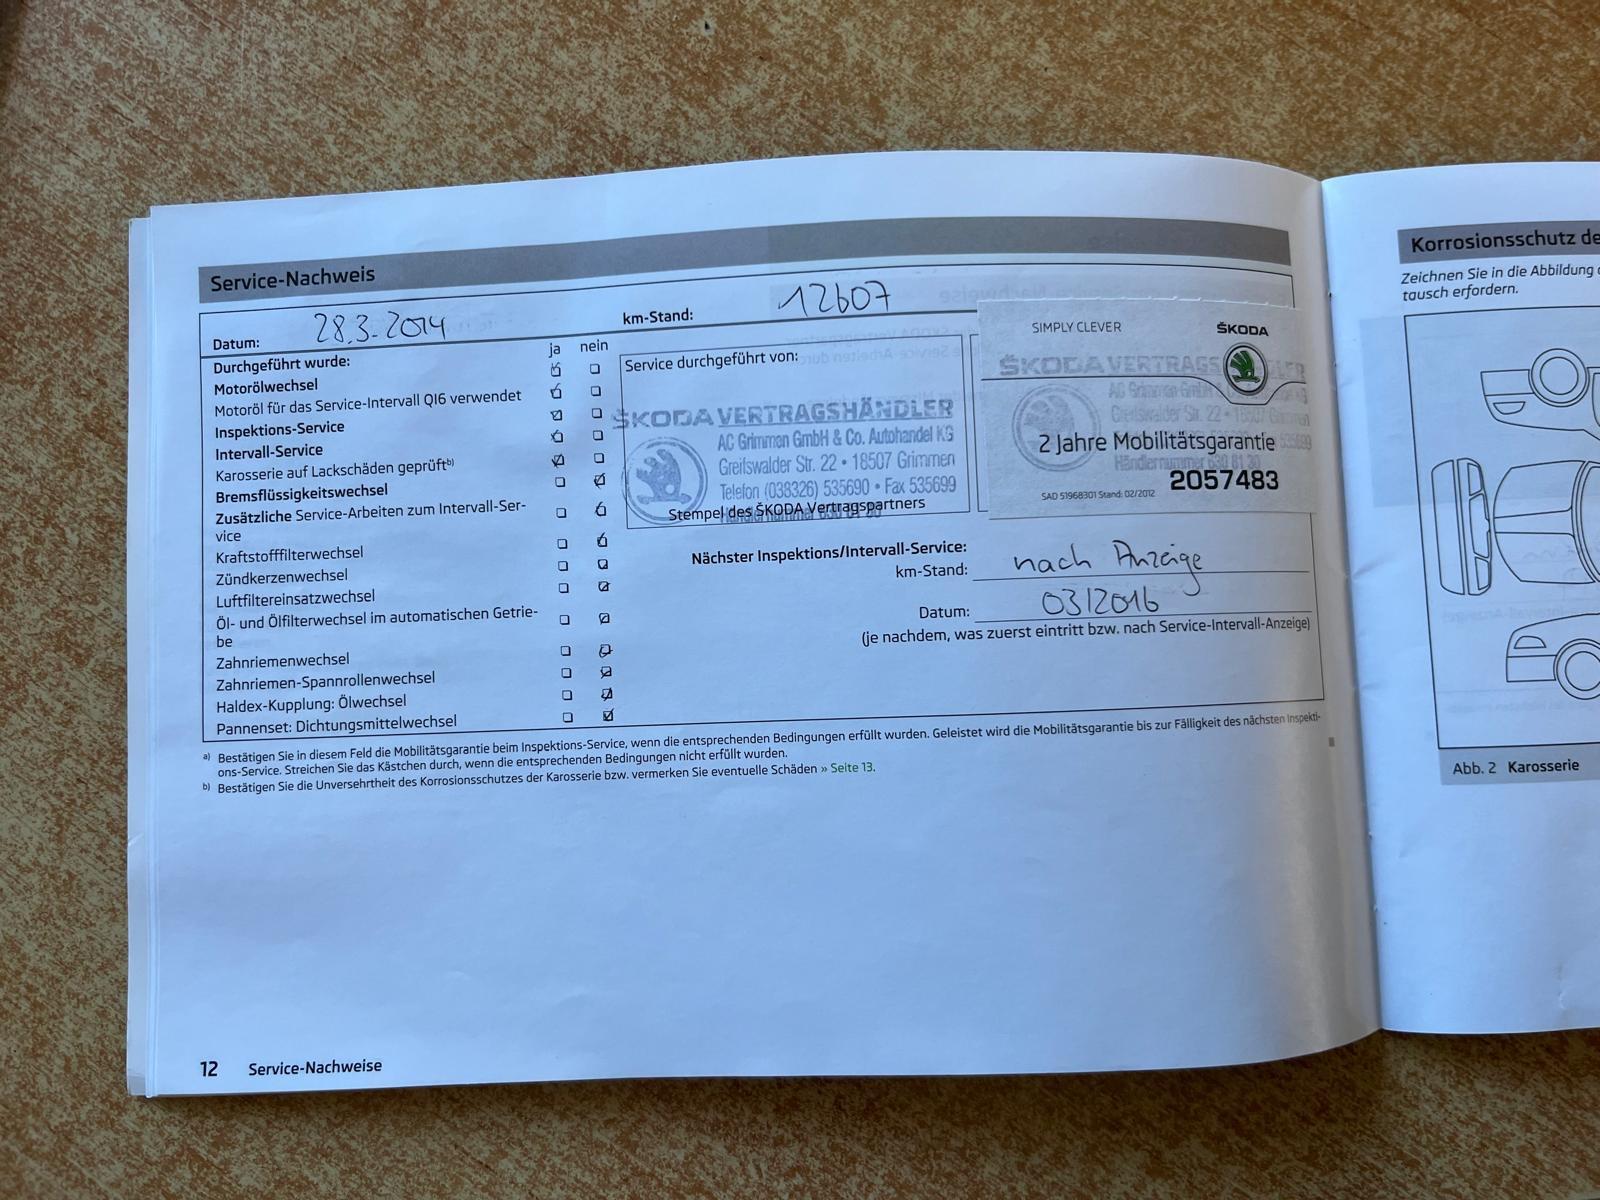 Service-Nachweis
Datum: 28.3.2014 km-Stand: 12607
Durchgeführt wurde: ja nein
Motorölwechsel
Motoröl für das Service-Intervall QI6 verwendet
Inspektions-Service
Intervall-Service
Karosserie auf Lackschäden geprüft b)
Bremsflüssigkeitswechsel
Zusätzliche Service-Arbeiten zum Intervall-Ser-
vice
Kraftstofffilterwechsel
Zündkerzenwechsel
Luftfiltereinsatzwechsel
Öl- und Ölfilterwechsel im automatischen Getrie-
be
Zahnriemenwechsel
Zahnriemen-Spannrollenwechsel
Haldex-Kupplung: Ölwechsel
Pannenset: Dichtungsmittelwechsel
Service durchgeführt von:
ŠKODA VERTRAGSHÄNDLER
AC Grimmen GmbH & Co. Autohandel KG
Greifswalder Str. 22 • 18507 Grimmen
Telefon (038326) 535690 • Fax 535699
Stempel des ŠKODA Vertragspartners
SIMPLY CLEVER ŠKODA
ŠKODA VERTRAGSHÄNDLER
2 Jahre Mobilitätsgarantie
2057483
SAD 51968301 Stand: 02/2012
Nächster Inspektions/Intervall-Service:
km-Stand: nach Anzeige
Datum: 03/2016
(je nachdem, was zuerst eintritt bzw. nach Service-Intervall-Anzeige)
a) Bestätigen Sie in diesem Feld die Mobilitätsgarantie beim Inspektions-Service, wenn die entsprechenden Bedingungen erfüllt wurden. Geleistet wird die Mobilitätsgarantie bis zur Fälligkeit des nächsten Inspekti-
ons-Service. Streichen Sie das Kästchen durch, wenn die entsprechenden Bedingungen nicht erfüllt wurden.
b) Bestätigen Sie die Unversehrtheit des Korrosionsschutzes der Karosserie bzw. vermerken Sie eventuelle Schäden » Seite 13.
12 Service-Nachweise
Korrosionsschutz de
Zeichnen Sie in die Abbildung
tausch erfordern.
Abb. 2 Karosserie